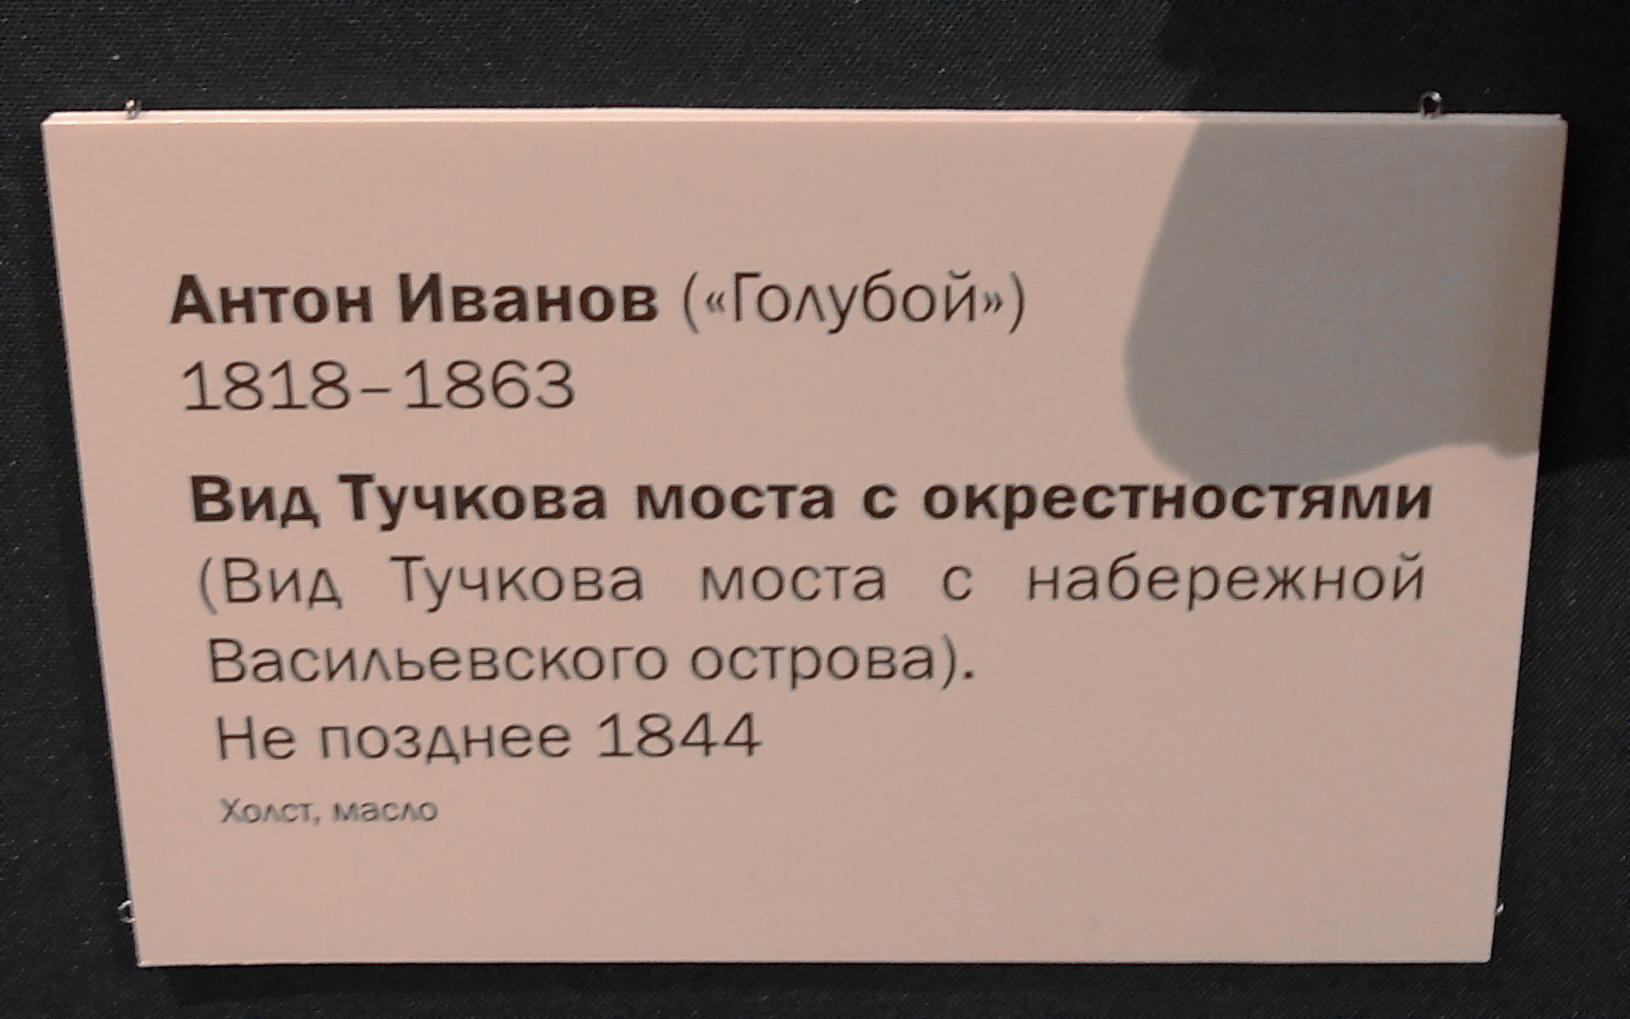 Антон Иванов («Голубой»)
1818–1863
Вид Тучкова моста с окрестностями
(Вид Тучкова моста с набережной
Васильевского острова).
Не позднее 1844
Холст, масло